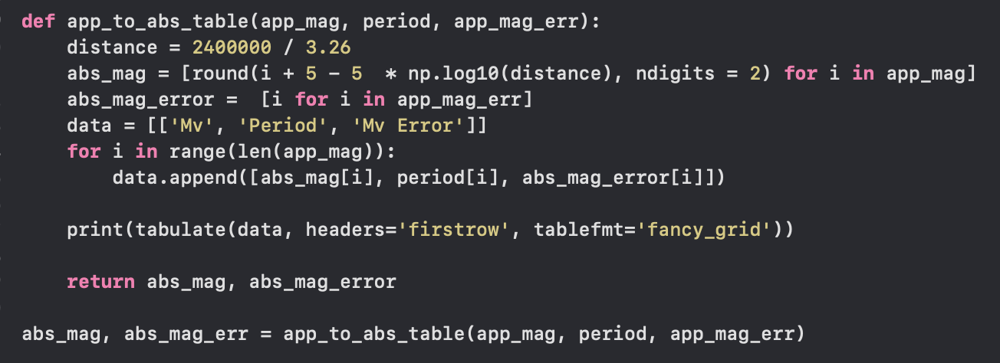 def app_to_abs_table(app_mag, period, app_mag_err):
    distance = 2400000 / 3.26
    abs_mag = [round(i + 5 - 5  * np.log10(distance), ndigits = 2) for i in app_mag]
    abs_mag_error =  [i for i in app_mag_err]
    data = [['Mv', 'Period', 'Mv Error']]
    for i in range(len(app_mag)):
        data.append([abs_mag[i], period[i], abs_mag_error[i]])
    print(tabulate(data, headers='firstrow', tablefmt='fancy_grid'))
    return abs_mag, abs_mag_error
abs_mag, abs_mag_err = app_to_abs_table(app_mag, period, app_mag_err)